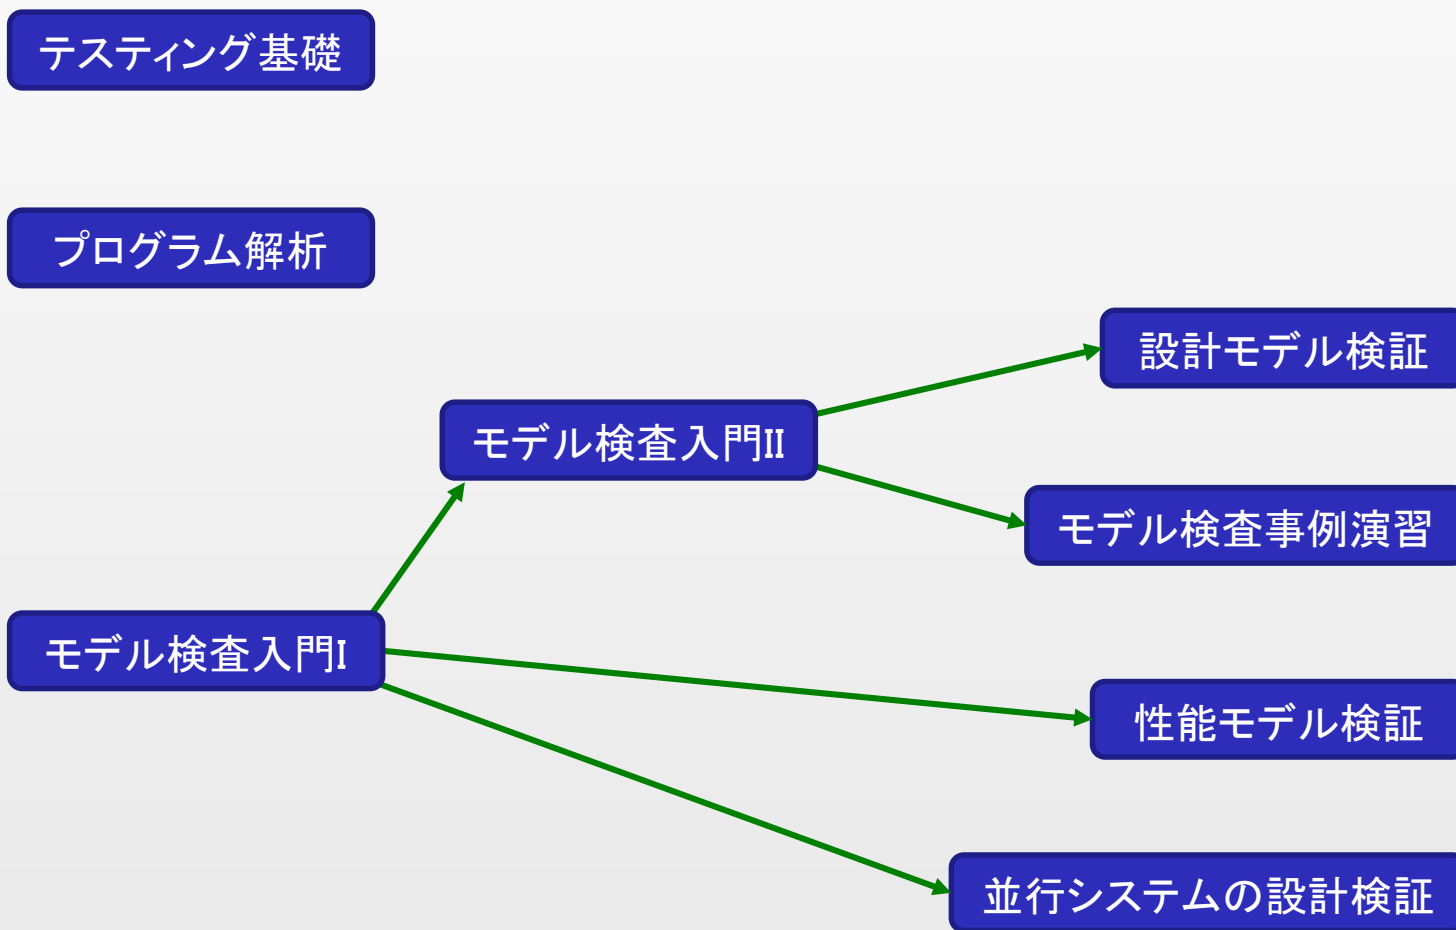 テスティング基礎
プログラム解析
設計モデル検証
モデル検査入門II
モデル検査事例演習
モデル検査入門I
性能モデル検証
並行システムの設計検証